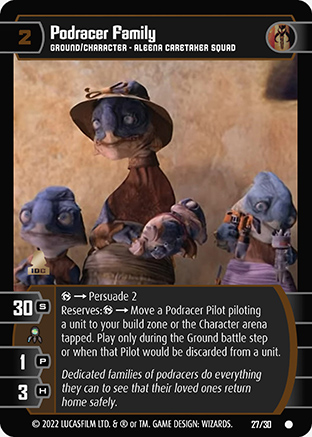 2
Podracer Family
GROUND/CHARACTER - ALEENA CARETAKER SQUAD
30 S
1 P
3 H
→ Persuade 2
Reserves: → Move a Podracer Pilot piloting
a unit to your build zone or the Character arena
tapped. Play only during the Ground battle step
or when that Pilot would be discarded from a unit.
Dedicated families of podracers do everything
they can to see that their loved ones return
home safely.
© 2022 LUCASFILM LTD. & ® OR TM. GAME DESIGN: WIZARDS.
27/30